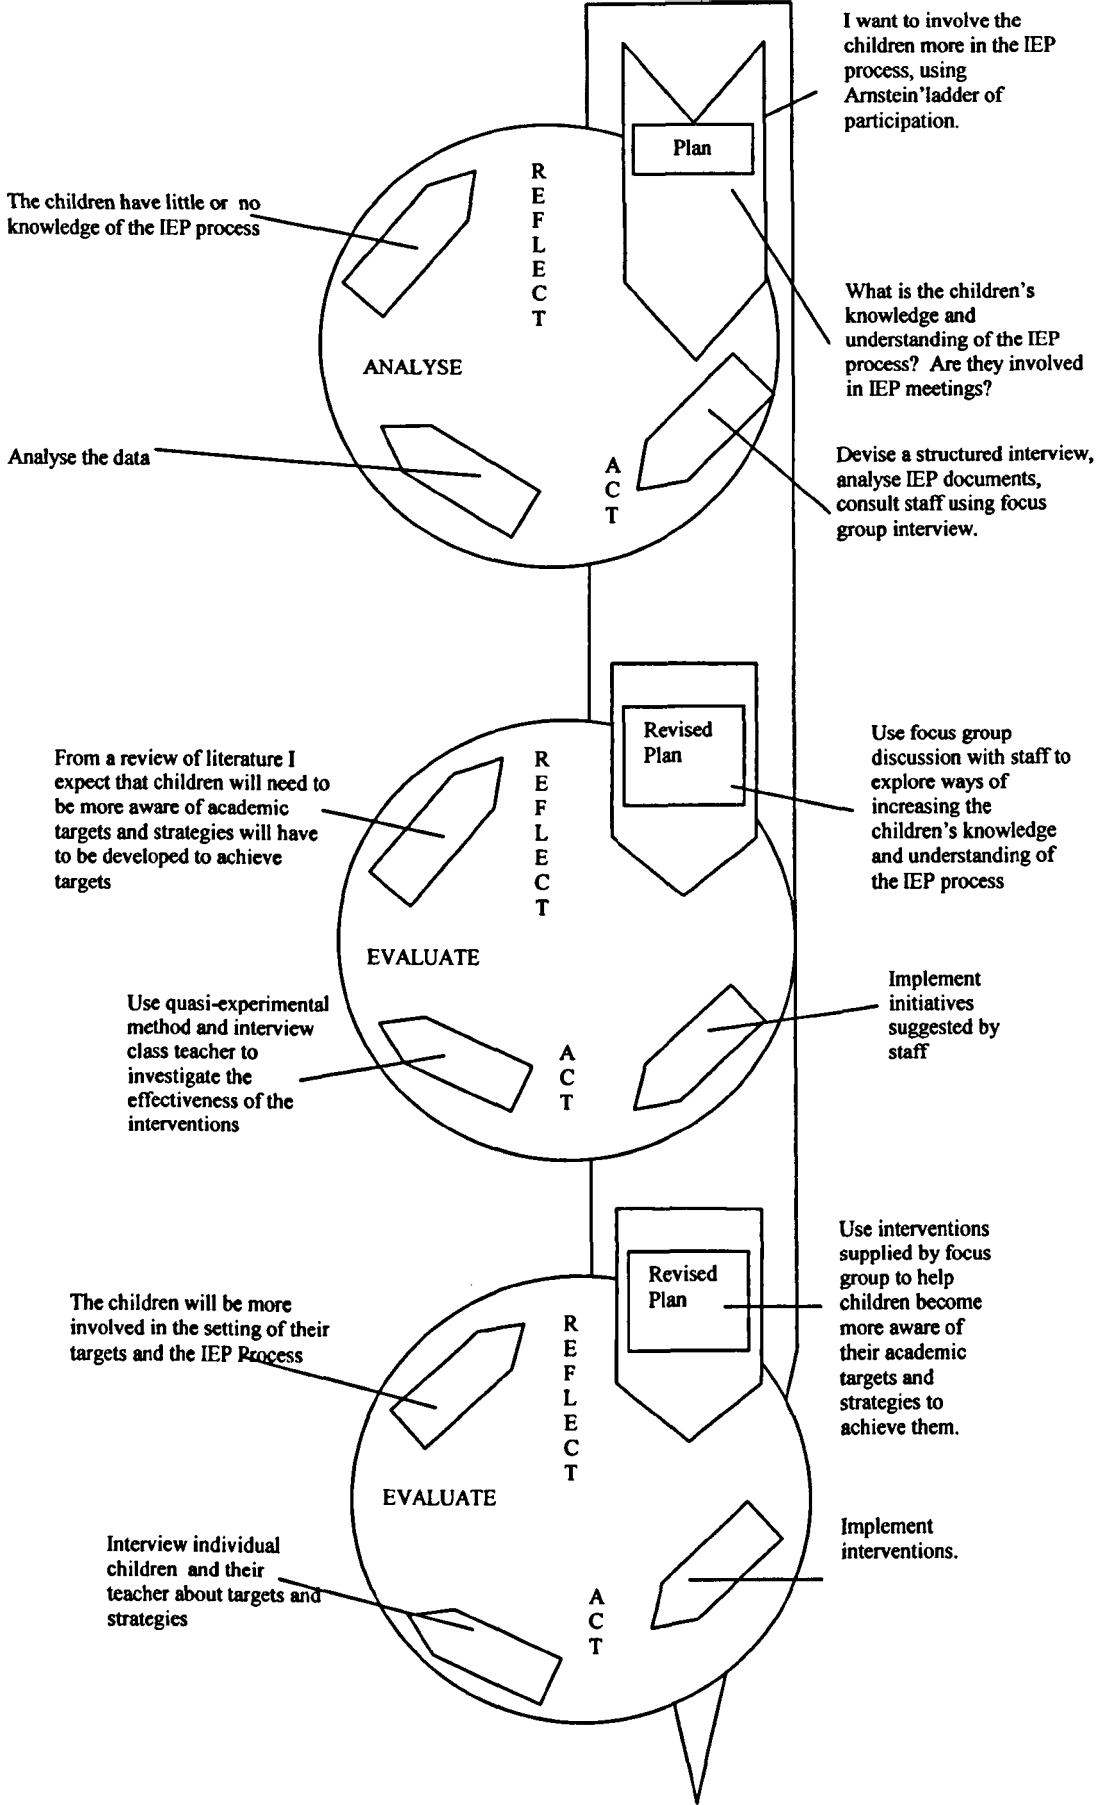 I want to involve the
children more in the IEP
process, using
Arnstein'ladder of
participation.
Plan
R
E
F
L
E
C
T
The children have little or no
knowledge of the IEP process
What is the children's
knowledge and
understanding of the IEP
process? Are they involved
in IEP meetings?
ANALYSE
Analyse the data
A
C
T
Devise a structured interview,
analyse IEP documents,
consult staff using focus
group interview.
Revised
Plan
Use focus group
discussion with staff to
explore ways of
increasing the
children's knowledge
and understanding of
the IEP process
R
E
F
L
E
C
T
From a review of literature I
expect that children will need to
be more aware of academic
targets and strategies will have
to be developed to achieve
targets
EVALUATE
Implement
initiatives
suggested by
staff
Use quasi-experimental
method and interview
class teacher to
investigate the
effectiveness of the
interventions
A
C
T
Revised
Plan
Use interventions
supplied by focus
group to help
children become
more aware of
their academic
targets and
strategies to
achieve them.
R
E
F
L
E
C
T
The children will be more
involved in the setting of their
targets and the IEP Process
EVALUATE
Implement
interventions.
Interview individual
children and their
teacher about targets and
strategies
A
C
T